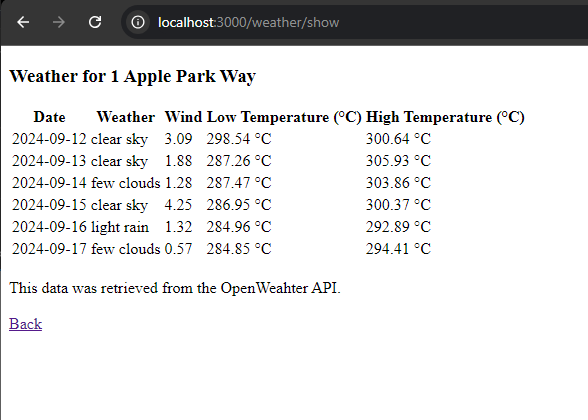 localhost:3000/weather/show
Weather for 1 Apple Park Way
Date Weather Wind Low Temperature (°C) High Temperature (°C)
2024-09-12 clear sky 3.09 298.54 °C 300.64 °C
2024-09-13 clear sky 1.88 287.26 °C 305.93 °C
2024-09-14 few clouds 1.28 287.47 °C 303.86 °C
2024-09-15 clear sky 4.25 286.95 °C 300.37 °C
2024-09-16 light rain 1.32 284.96 °C 292.89 °C
2024-09-17 few clouds 0.57 284.85 °C 294.41 °C
This data was retrieved from the OpenWeahter API.
Back